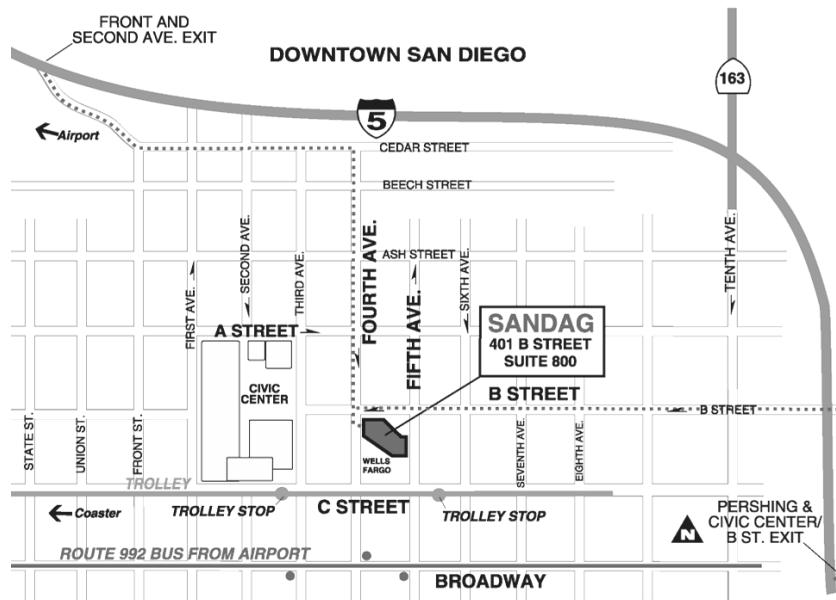 FRONT AND
SECOND AVE. EXIT
DOWNTOWN SAN DIEGO
163
5
Airport
CEDAR STREET
BEECH STREET
ASH STREET
FIRST AVE.
SECOND AVE.
THIRD AVE.
FOURTH AVE.
FIFTH AVE.
SIXTH AVE.
TENTH AVE.
A STREET
SANDAG
401 B STREET
SUITE 800
CIVIC
CENTER
B STREET
B STREET
STATE ST.
UNION ST.
FRONT ST.
SEVENTH AVE.
EIGHTH AVE.
WELLS
FARGO
TROLLEY
Coaster
TROLLEY STOP
C STREET
TROLLEY STOP
N
PERSHING &
CIVIC CENTER/
B ST. EXIT
ROUTE 992 BUS FROM AIRPORT
BROADWAY